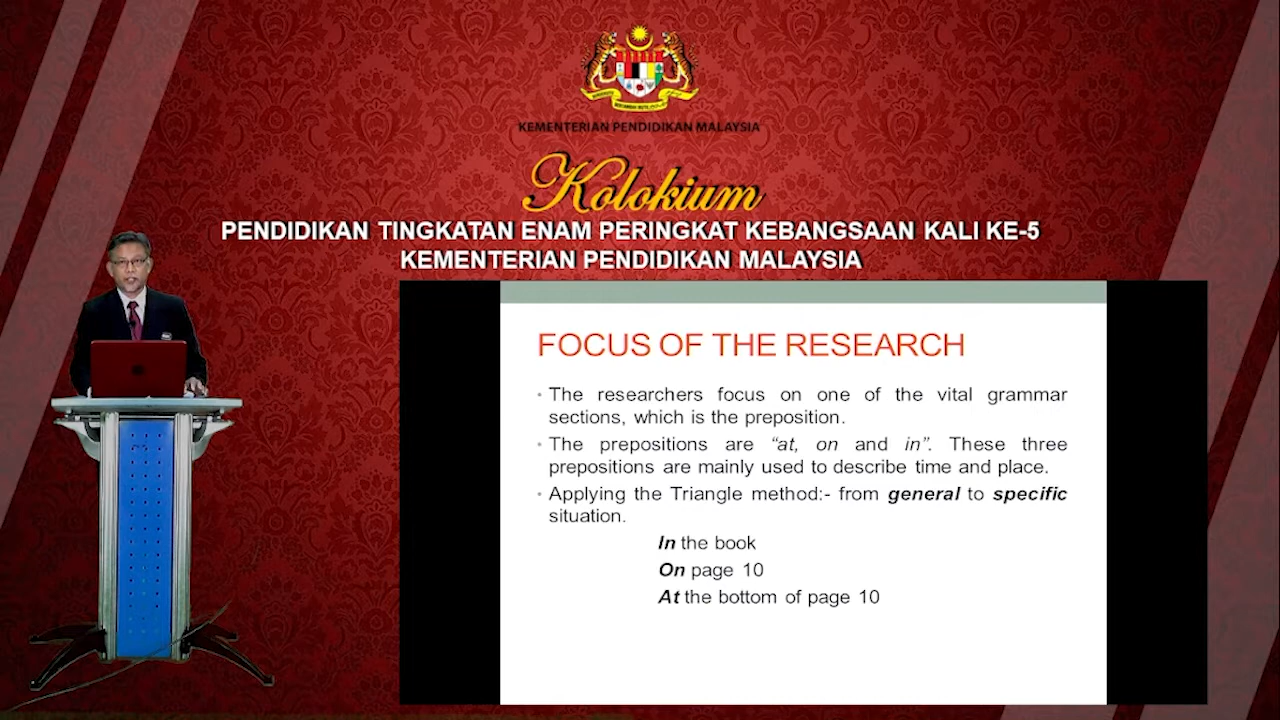 KEMENTERIAN PENDIDIKAN MALAYSIA
Kolokium
PENDIDIKAN TINGKATAN ENAM PERINGKAT KEBANGSAAN KALI KE-5
KEMENTERIAN PENDIDIKAN MALAYSIA
FOCUS OF THE RESEARCH
• The researchers focus on one of the vital grammar
sections, which is the preposition.
• The prepositions are “at, on and in”. These three
prepositions are mainly used to describe time and place.
• Applying the Triangle method:- from general to specific
situation.
In the book
On page 10
At the bottom of page 10